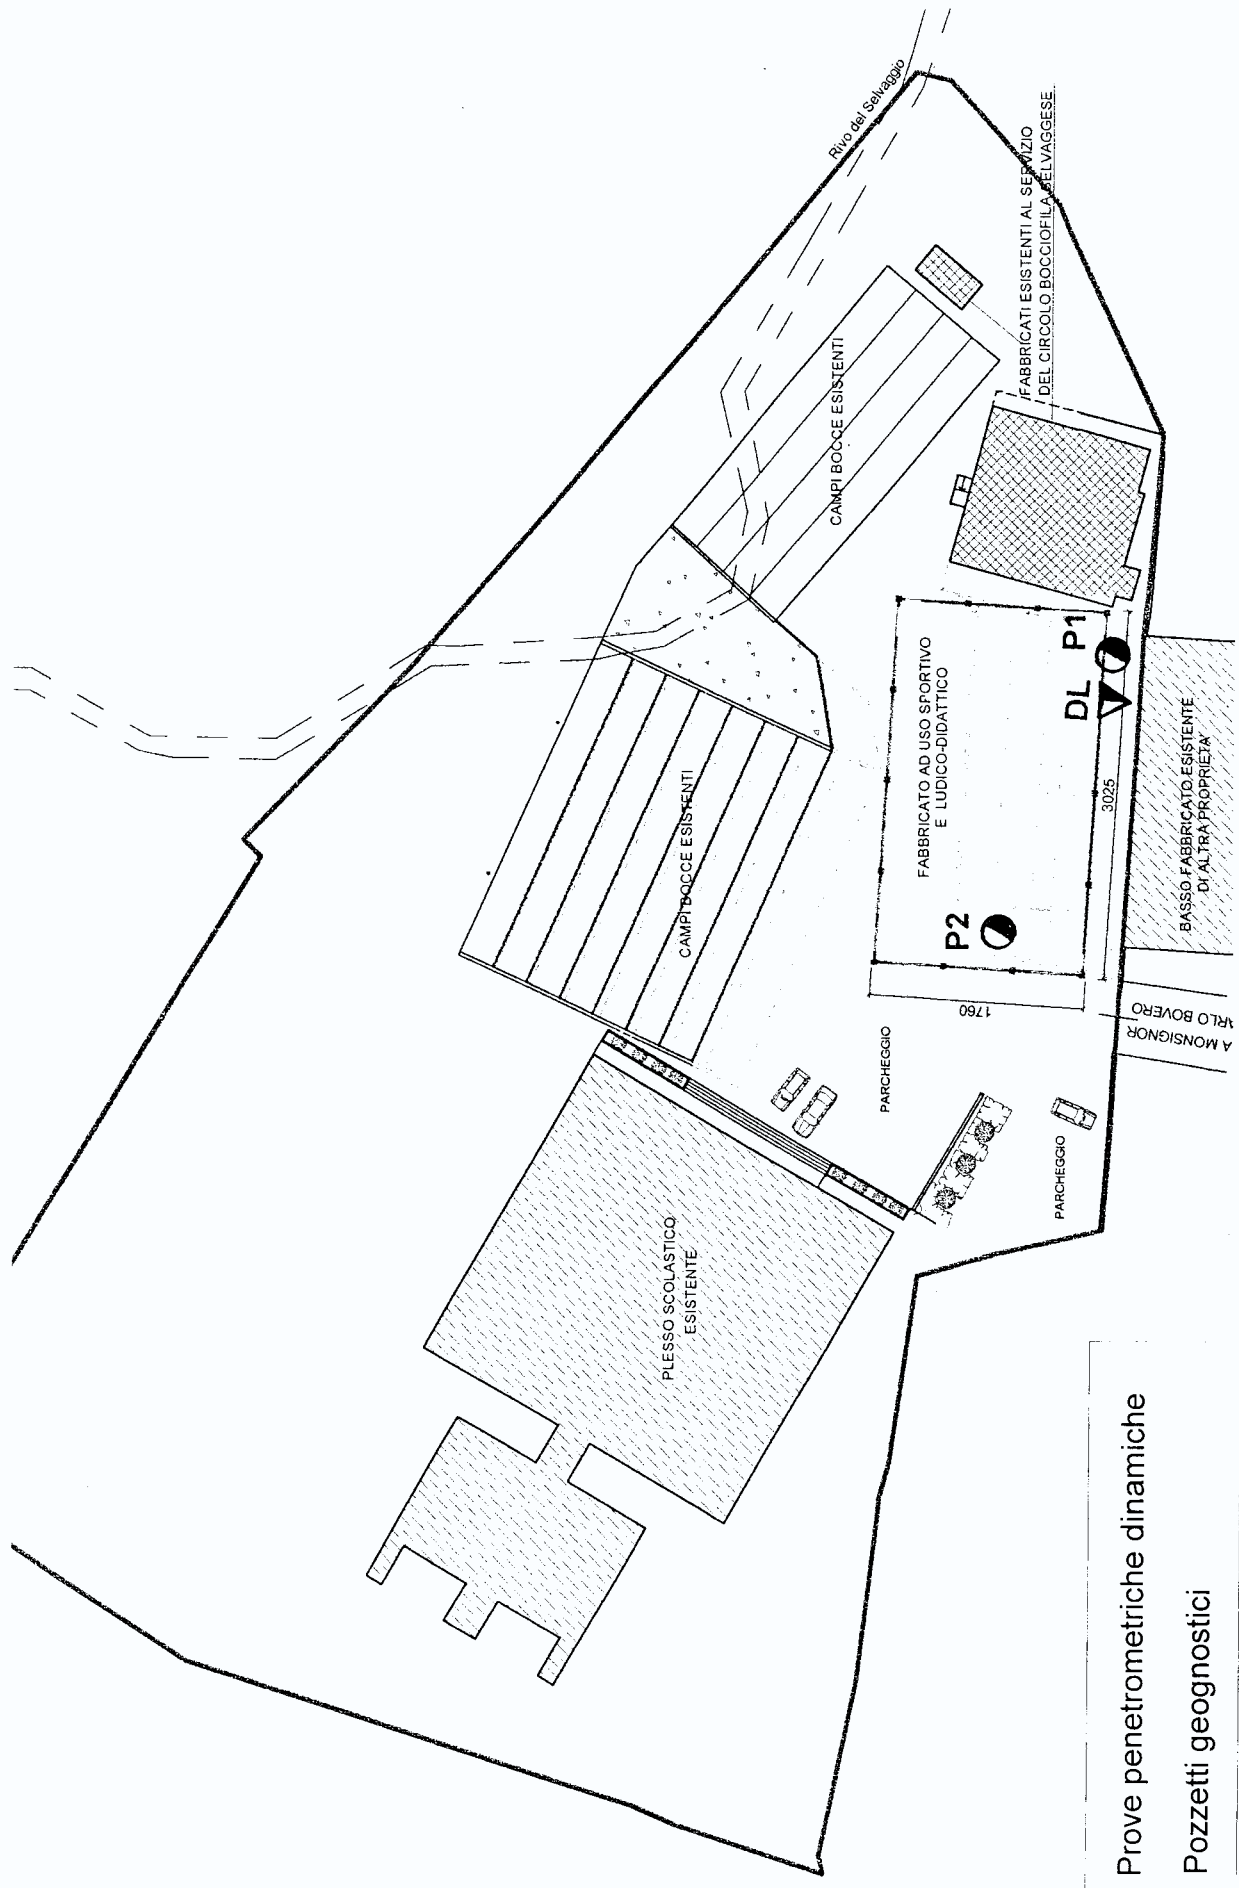 Rivo del Selvaggio
FABBRICATI ESISTENTI AL SERVIZIO
DEL CIRCOLO BOCCIOFILA SELVAGGESE
CAMPI BOCCE ESISTENTI
CAMPI BOCCE ESISTENTI
FABBRICATO AD USO SPORTIVO
E LUDICO-DIDATTICO
P1
DL
P2
3025
1760
BASSO FABBRICATO ESISTENTE
DI ALTRA PROPRIETA'
A MONSIGNOR
ARLO BOVERO
PARCHEGGIO
PARCHEGGIO
PLESSO SCOLASTICO
ESISTENTE
Prove penetrometriche dinamiche
Pozzetti geognostici